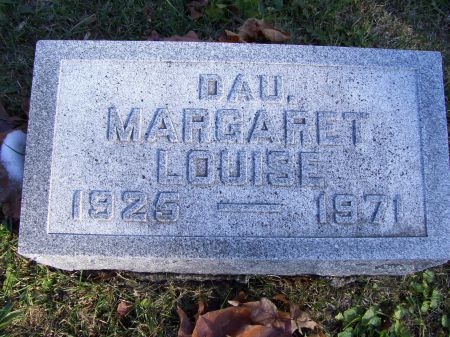 DAU.
MARGARET
LOUISE
1925 — 1971